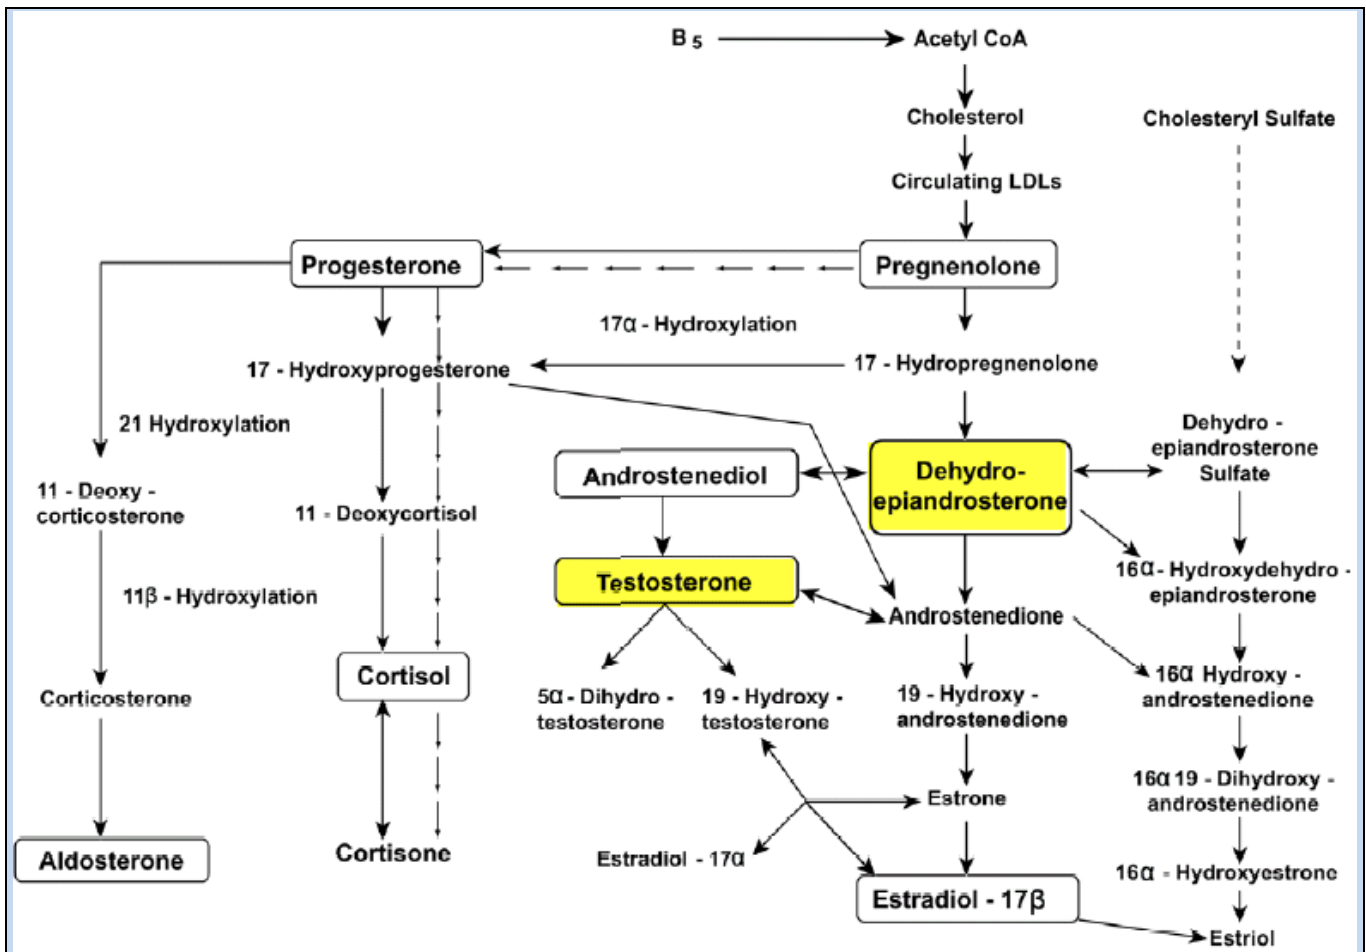 B 5
Acetyl CoA
Cholesterol
Cholesteryl Sulfate
Circulating LDLs
Progesterone
Pregnenolone
17α - Hydroxylation
17 - Hydroxyprogesterone
17 - Hydropregnenolone
21 Hydroxylation
Androstenediol
Dehydro-
epiandrosterone
Dehydro -
epiandrosterone
Sulfate
11 - Deoxy -
corticosterone
11 - Deoxycortisol
Testosterone
16α- Hydroxydehydro -
epiandrosterone
11β - Hydroxylation
Androstenedione
Cortisol
Corticosterone
5α - Dihydro -
testosterone
19 - Hydroxy -
testosterone
19 - Hydroxy -
androstenedione
16α Hydroxy -
androstenedione
16α 19 - Dihydroxy -
androstenedione
Estrone
Aldosterone
Cortisone
Estradiol - 17α
16α - Hydroxyestrone
Estradiol - 17β
Estriol